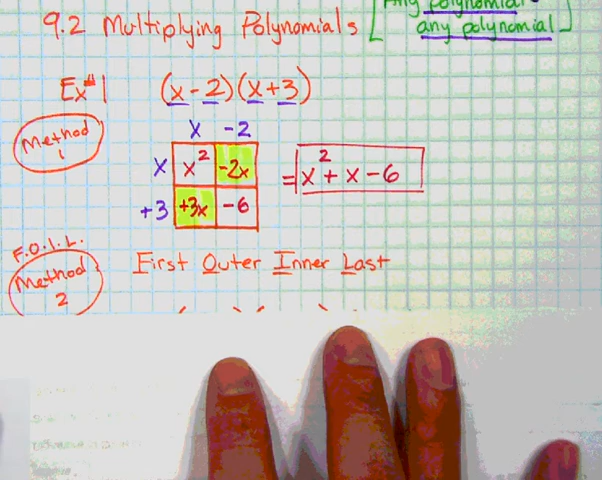 Any polynomial
9.2 Multiplying Polynomials [ any polynomial ]
Ex#1 (x - 2)(x + 3)
Method 1
x -2
x x² -2x
= x² + x - 6
+3 +3x -6
F.O.I.L.
Method 2
First Outer Inner Last